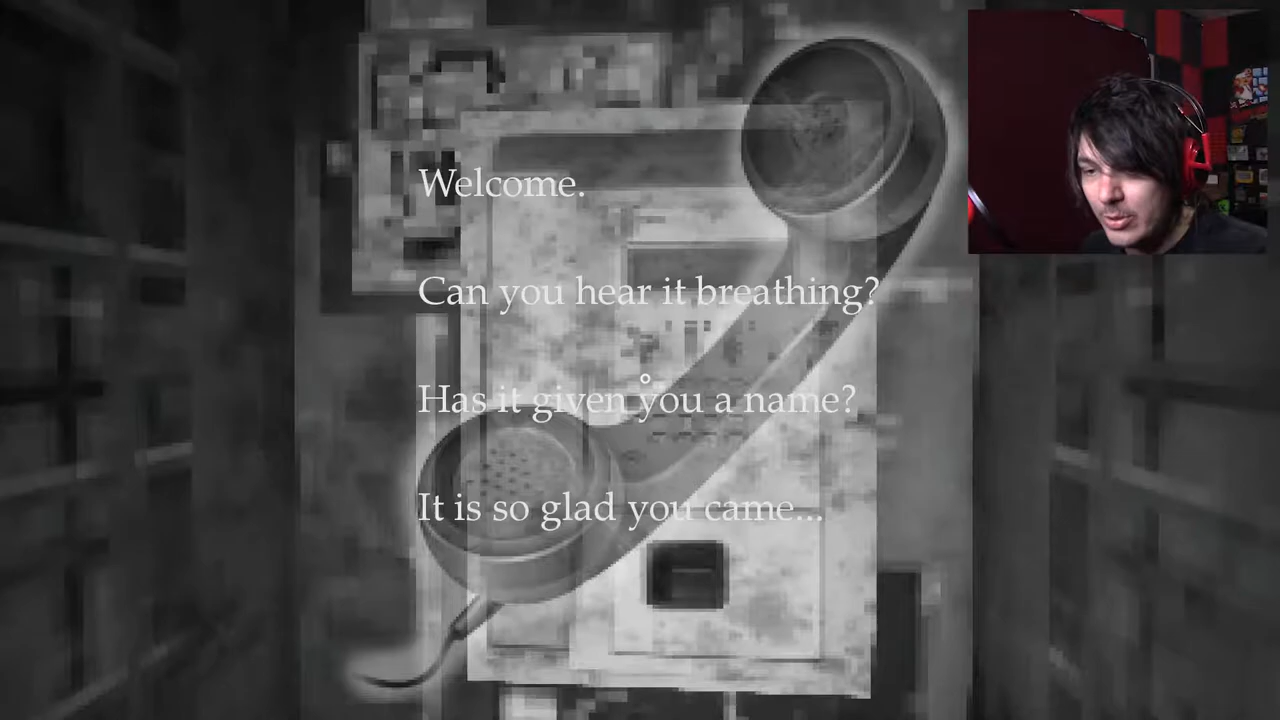 Welcome.
Can you hear it breathing?
Has it given you a name?
It is so glad you came...